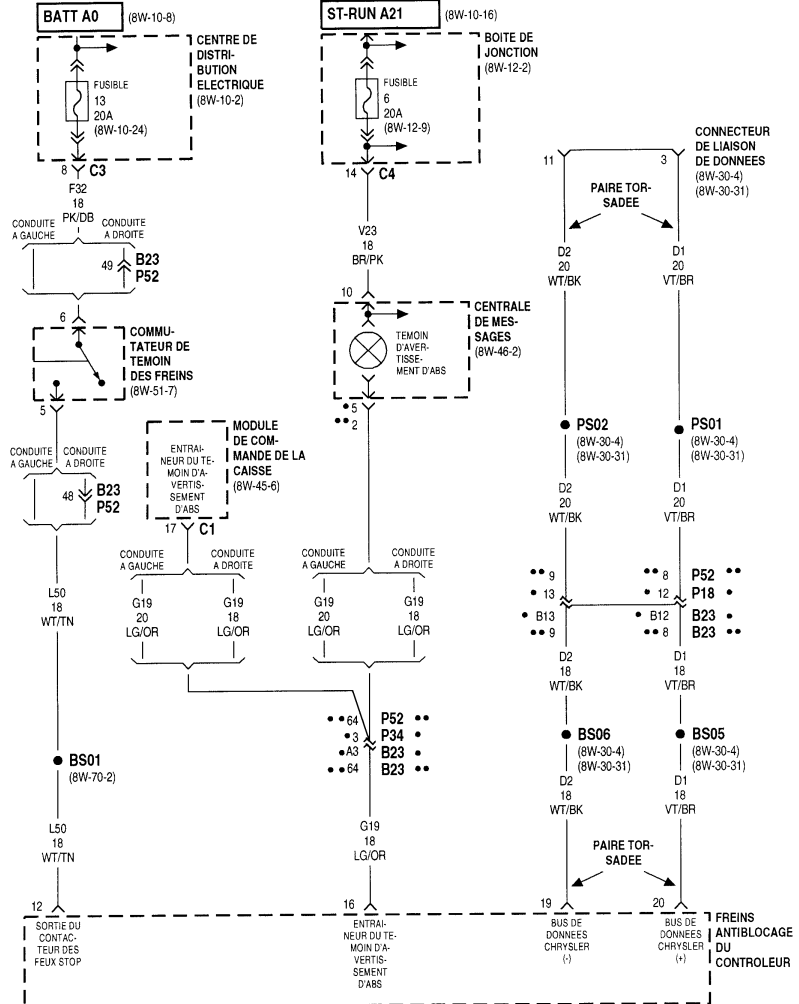 BATT A0
(8W-10-8)
CENTRE DE
DISTRI-
BUTION
ELECTRIQUE
(8W-10-2)
FUSIBLE
13
20A
(8W-10-24)
8
C3
F32
18
PK/DB
CONDUITE
A GAUCHE
CONDUITE
A DROITE
49
B23
P52
6
COMMU-
TATEUR DE
TEMOIN
DES FREINS
(8W-51-7)
5
CONDUITE
A GAUCHE
CONDUITE
A DROITE
48
B23
P52
L50
18
WT/TN
BS01
(8W-70-2)
L50
18
WT/TN
12
SORTIE DU
CONTAC-
TEUR DES
FEUX STOP
MODULE
DE COM-
MANDE DE LA
CAISSE
(8W-45-6)
ENTRAI-
NEUR DU TE-
MOIN D'A-
VERTIS-
SEMENT
D'ABS
17
C1
CONDUITE
A GAUCHE
CONDUITE
A DROITE
G19
20
LG/OR
G19
18
LG/OR
ST-RUN A21
(8W-10-16)
BOITE DE
JONCTION
(8W-12-2)
FUSIBLE
6
20A
(8W-12-9)
14
C4
V23
18
BR/PK
10
CENTRALE
DE MES-
SAGES
(8W-46-2)
TEMOIN
D'AVER-
TISSE-
MENT D'ABS
• 5
•• 2
CONDUITE
A GAUCHE
CONDUITE
A DROITE
G19
20
LG/OR
G19
18
LG/OR
•• 64 P52 ••
• 3 P34 •
• A3 B23 •
•• 64 B23 ••
G19
18
LG/OR
16
ENTRAI-
NEUR DU TE-
MOIN D'A-
VERTIS-
SEMENT
D'ABS
CONNECTEUR
DE LIAISON
DE DONNEES
(8W-30-4)
(8W-30-31)
11
3
PAIRE TOR-
SADEE
D2
20
WT/BK
D1
20
VT/BR
PS02
(8W-30-4)
(8W-30-31)
PS01
(8W-30-4)
(8W-30-31)
D2
20
WT/BK
D1
20
VT/BR
•• 9 •• 8 P52 ••
• 13 • 12 P18 •
• B13 • B12 B23 •
•• 9 •• 8 B23 ••
D2
18
WT/BK
D1
18
VT/BR
BS06
(8W-30-4)
(8W-30-31)
BS05
(8W-30-4)
(8W-30-31)
D2
18
WT/BK
D1
18
VT/BR
PAIRE TOR-
SADEE
19
20
BUS DE
DONNEES
CHRYSLER
(-)
BUS DE
DONNEES
CHRYSLER
(+)
FREINS
ANTIBLOCAGE
DU
CONTROLEUR